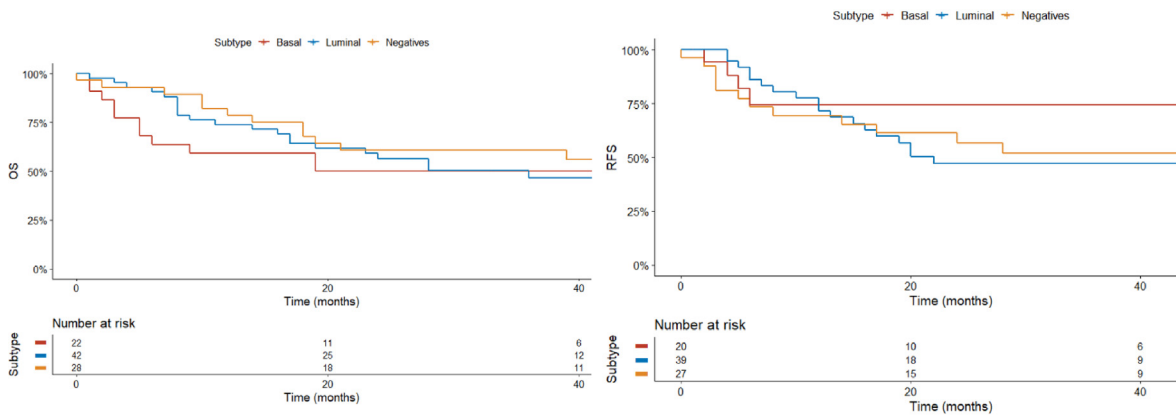 Subtype Basal Luminal Negatives
100%
75%
50%
25%
0%
OS
0 20 40
Time (months)
Number at risk
Subtype
22 11 6
42 25 12
28 18 11
0 20 40
Time (months)
Subtype Basal Luminal Negatives
100%
75%
50%
25%
0%
RFS
0 20 40
Time (months)
Number at risk
Subtype
20 10 6
39 18 9
27 15 9
0 20 40
Time (months)